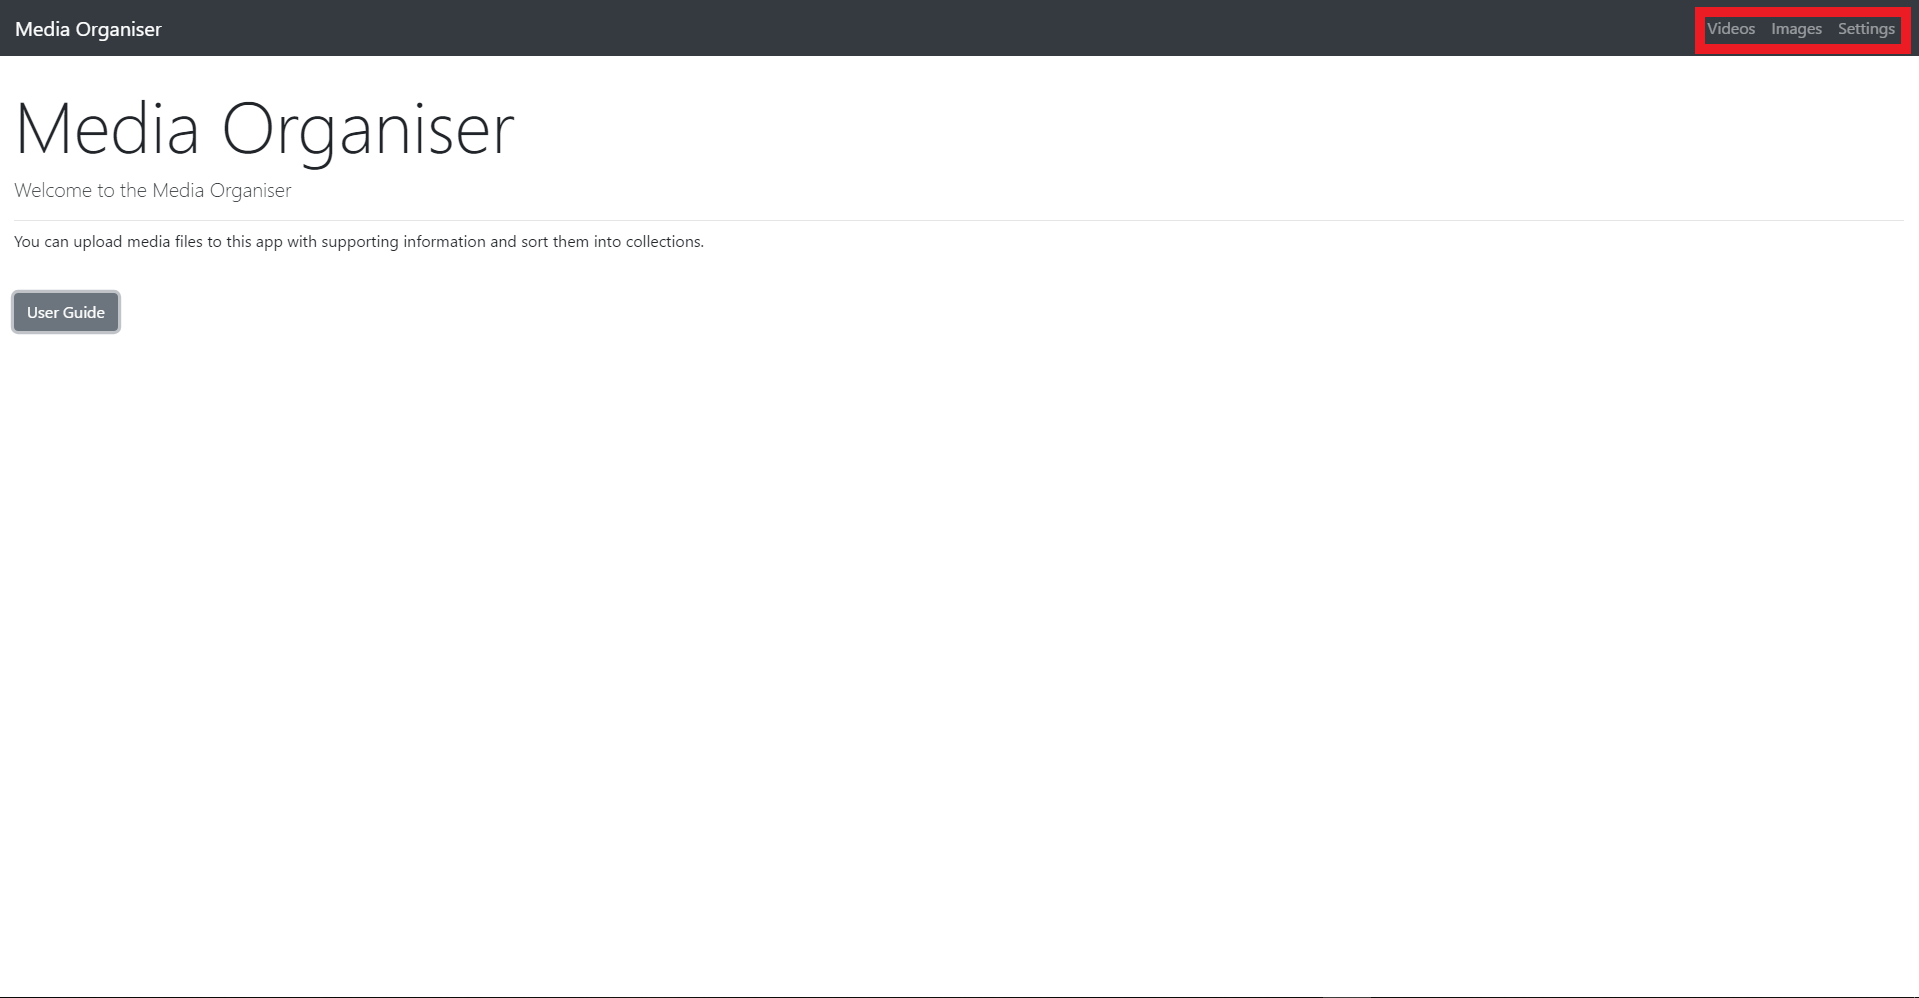 Media Organiser
Videos Images Settings
Media Organiser
Welcome to the Media Organiser
You can upload media files to this app with supporting information and sort them into collections.
User Guide